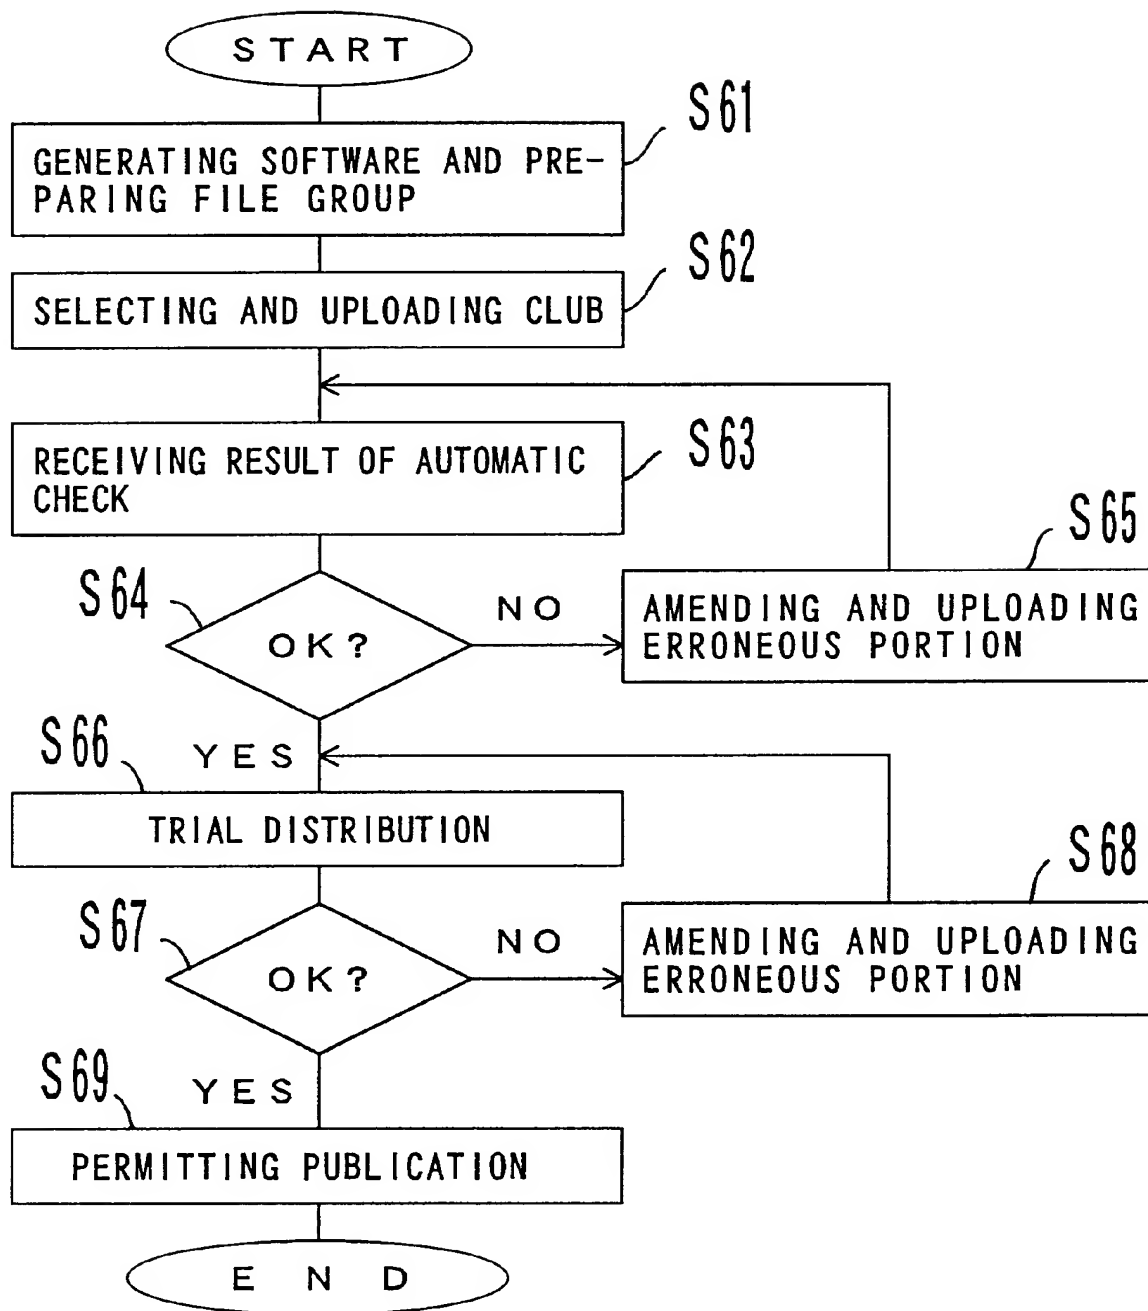 START
S61
GENERATING SOFTWARE AND PRE-
PARING FILE GROUP
S62
SELECTING AND UPLOADING CLUB
S63
RECEIVING RESULT OF AUTOMATIC
CHECK
S64
OK?
NO
S65
AMENDING AND UPLOADING
ERRONEOUS PORTION
YES
S66
TRIAL DISTRIBUTION
S67
OK?
NO
S68
AMENDING AND UPLOADING
ERRONEOUS PORTION
YES
S69
PERMITTING PUBLICATION
END